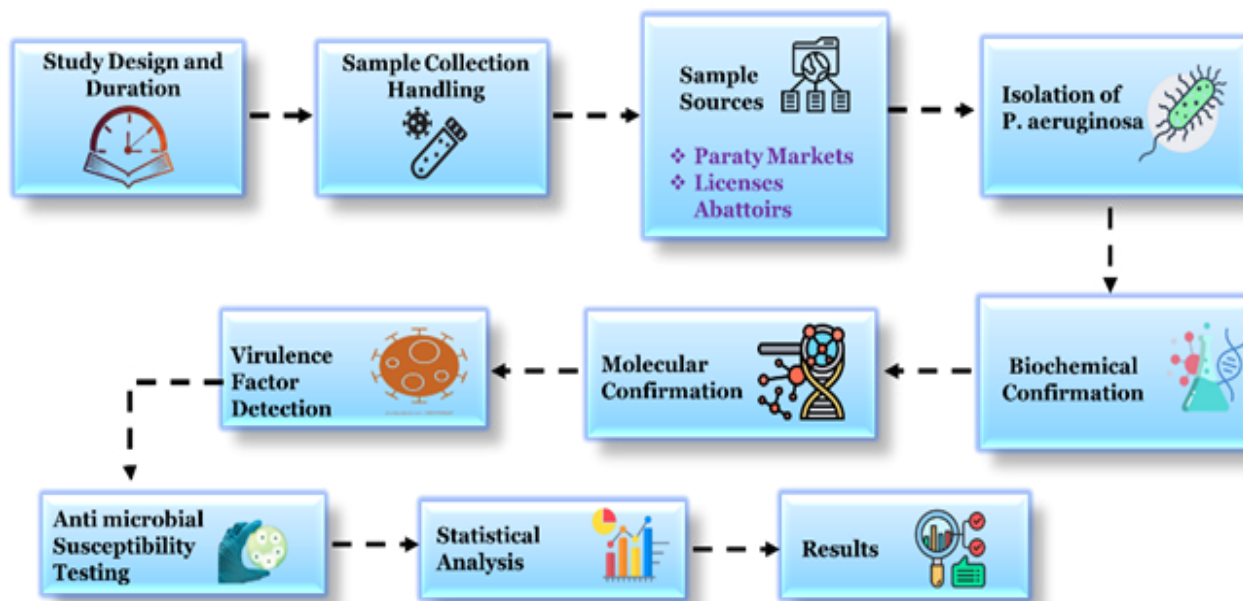 Study Design and
Duration
Sample Collection
Handling
Sample
Sources
❖ Paraty Markets
❖ Licenses
Abattoirs
Isolation of
P. aeruginosa
Biochemical
Confirmation
Molecular
Confirmation
Virulence
Factor
Detection
Anti microbial
Susceptibility
Testing
Statistical
Analysis
Results